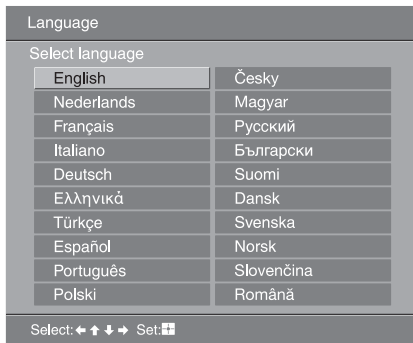 Language
Select language
English
Nederlands
Français
Italiano
Deutsch
Ελληνικά
Türkçe
Español
Português
Polski
Česky
Magyar
Русский
Български
Suomi
Dansk
Svenska
Norsk
Slovenčina
Română
Select: ← ↑ ↓ → Set: